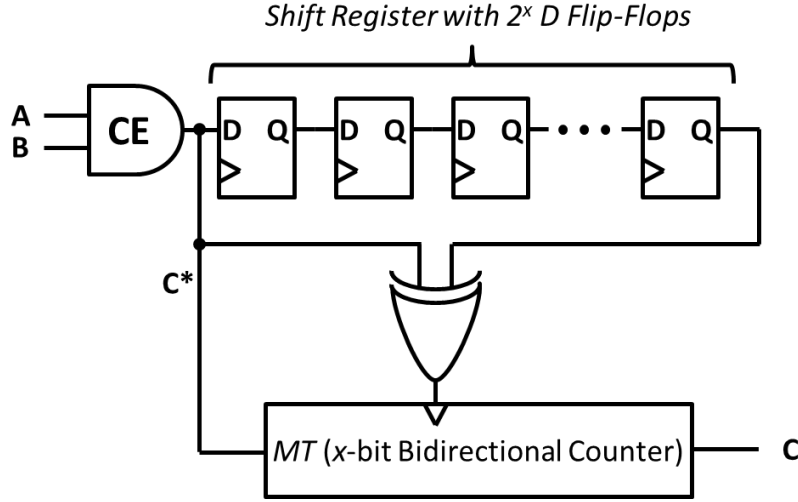 Shift Register with 2ˣ D Flip-Flops
A
B
CE
D Q
D Q
D Q
D Q
C*
MT (x-bit Bidirectional Counter)
C